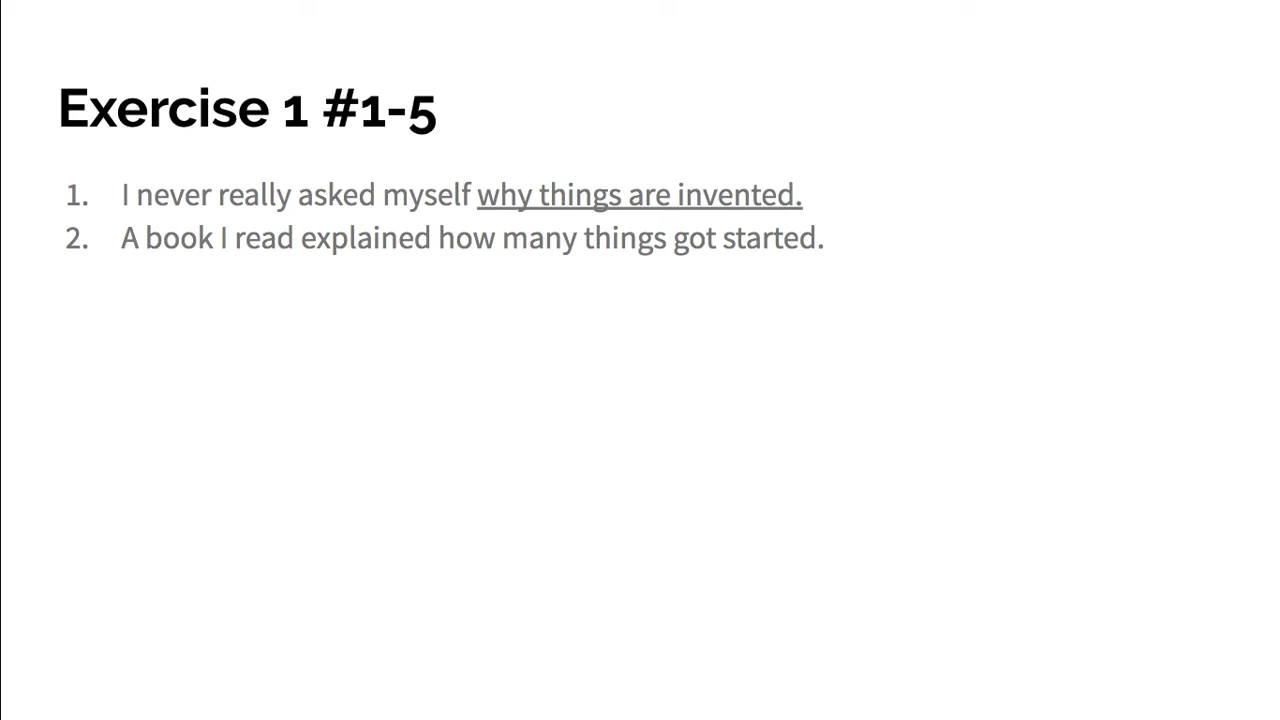 Exercise 1 #1-5
1. I never really asked myself why things are invented.
2. A book I read explained how many things got started.